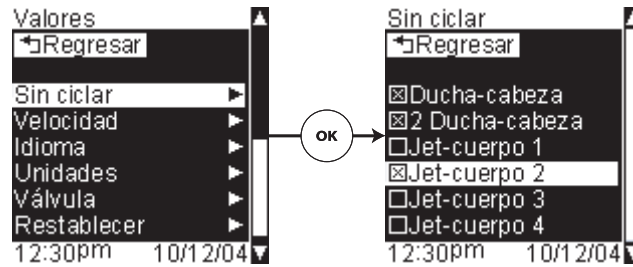 Valores
Regresar
Sin ciclar
Velocidad
Idioma
Unidades
Válvula
Restablecer
12:30pm 10/12/04
OK
Sin ciclar
Regresar
Ducha-cabeza
2 Ducha-cabeza
Jet-cuerpo 1
Jet-cuerpo 2
Jet-cuerpo 3
Jet-cuerpo 4
12:30pm 10/12/04